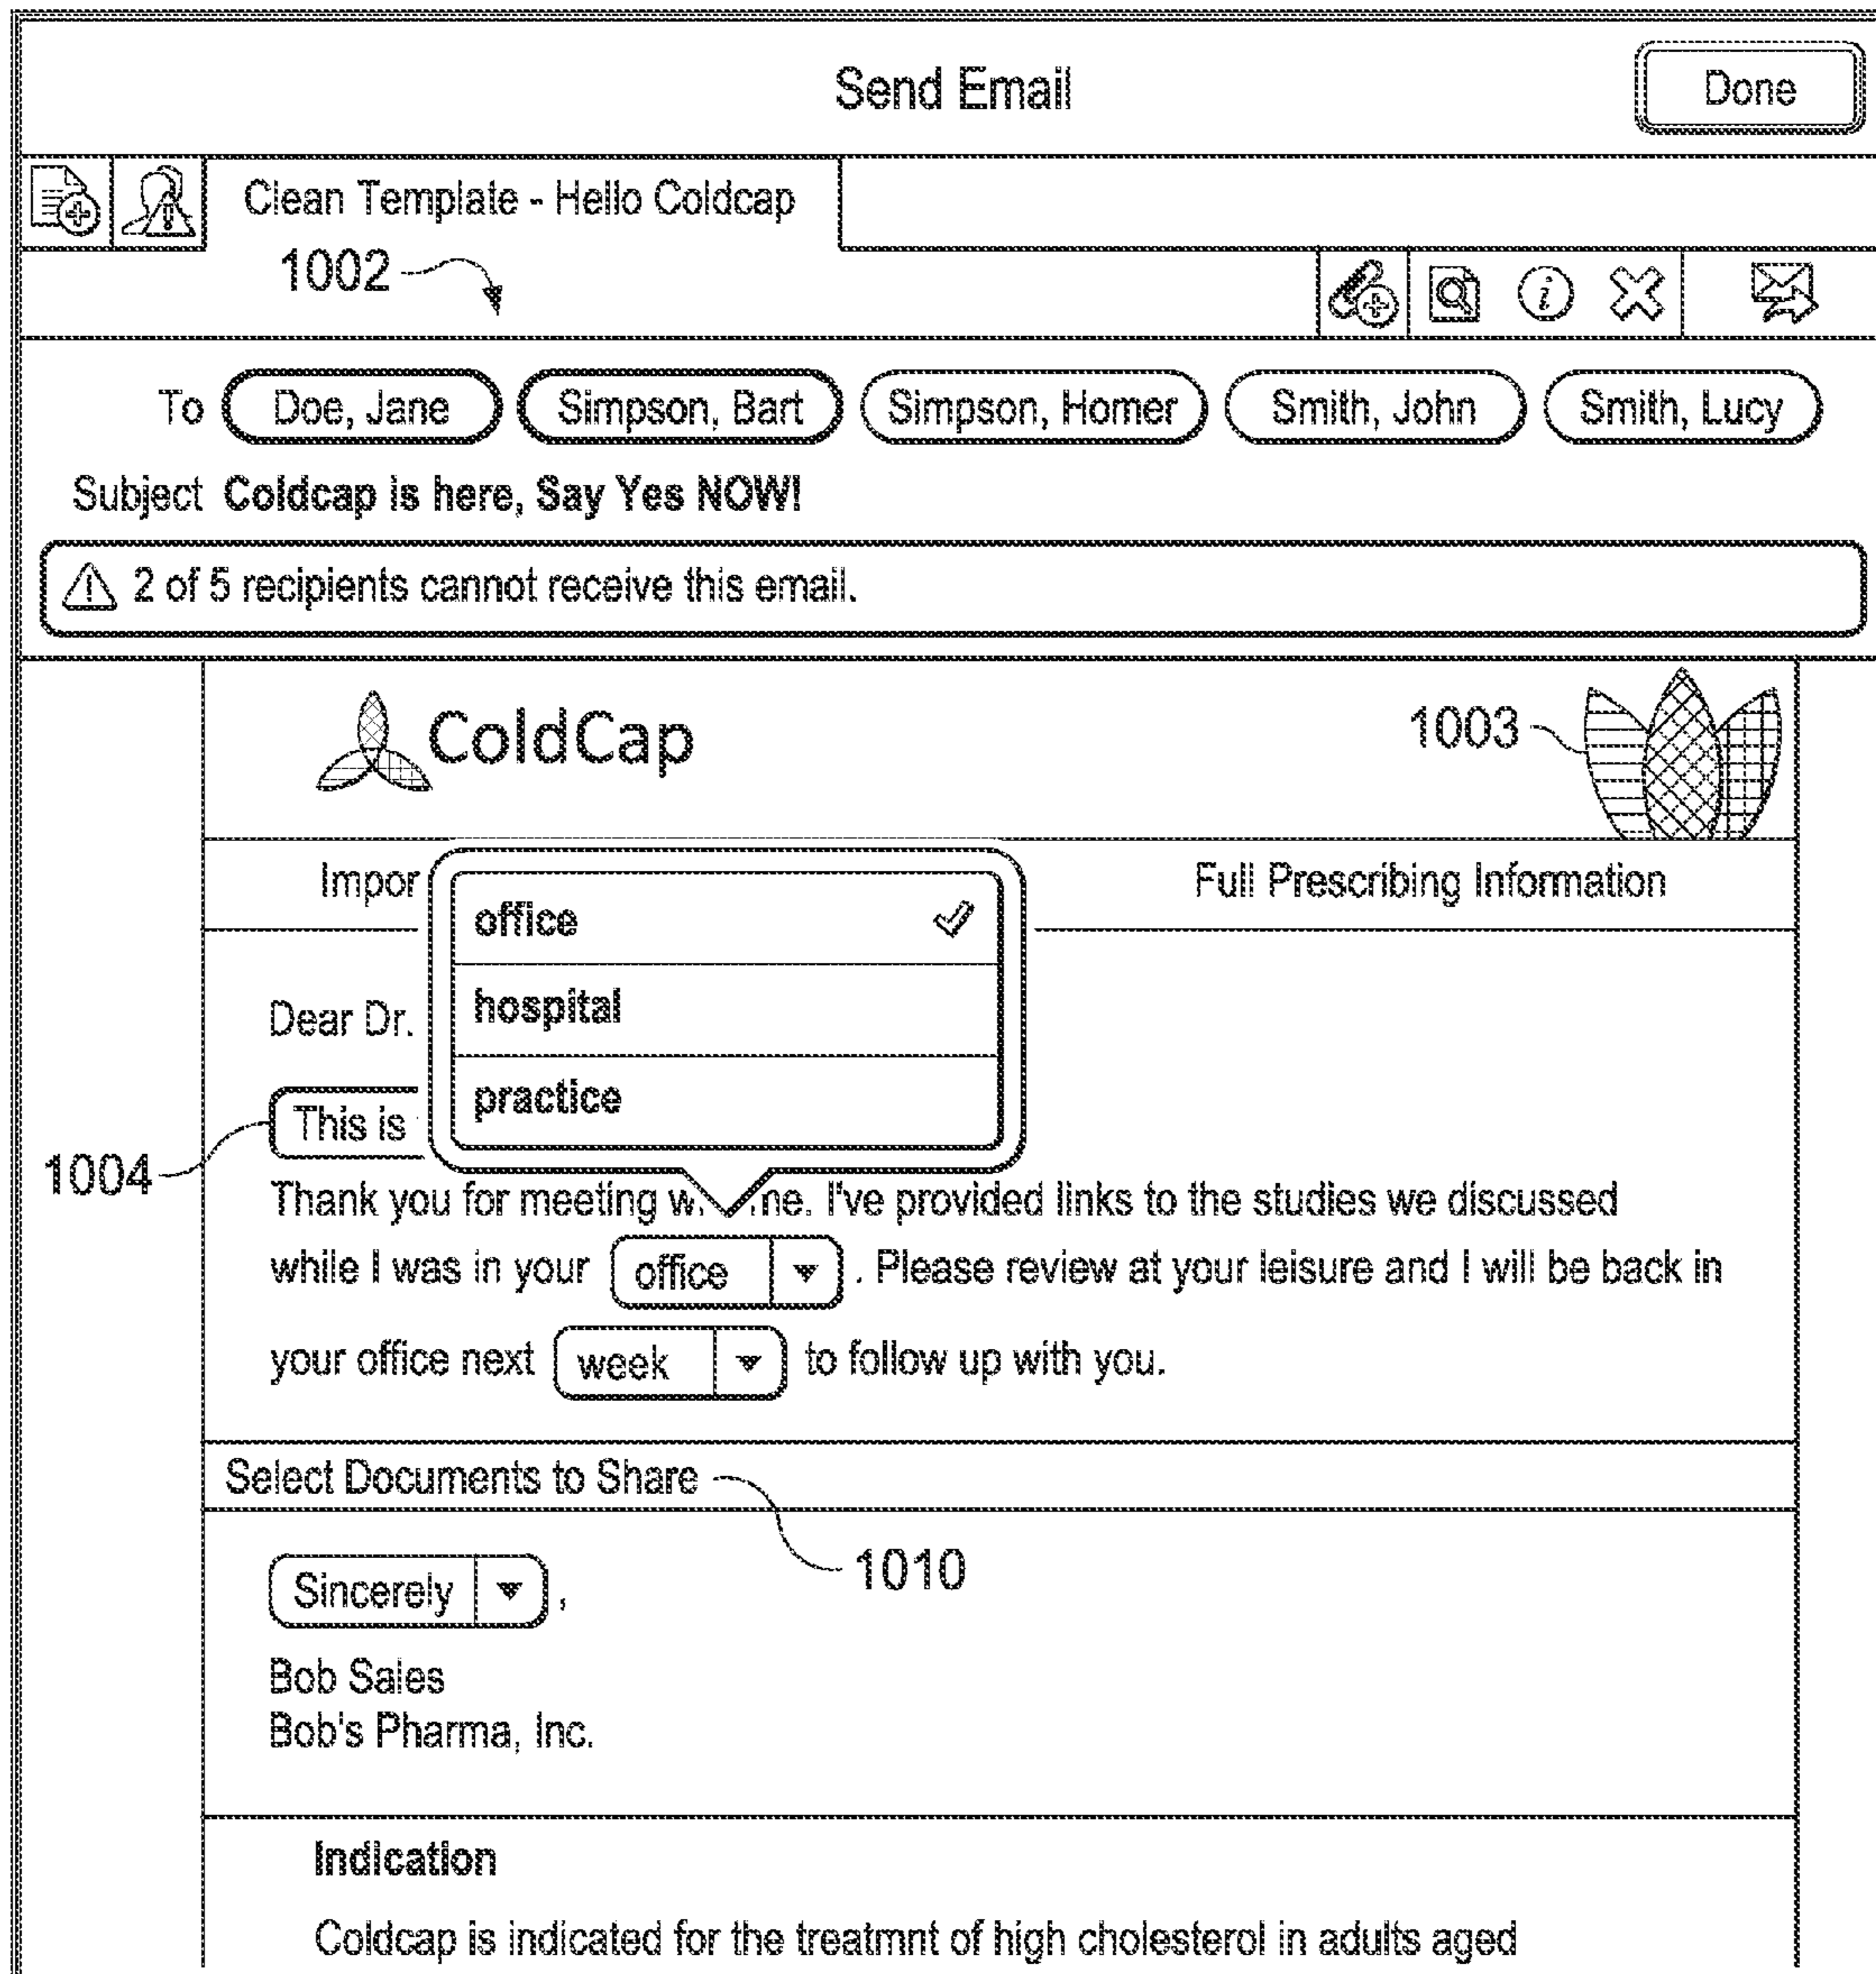 Send Email
Done
Clean Template - Hello Coldcap
1002
To Doe, Jane Simpson, Bart Simpson, Homer Smith, John Smith, Lucy
Subject Coldcap is here, Say Yes NOW!
2 of 5 recipients cannot receive this email.
ColdCap
1003
Impor
Full Prescribing Information
office
hospital
practice
Dear Dr.
This is
1004
Thank you for meeting w. .ne. I've provided links to the studies we discussed
while I was in your office . Please review at your leisure and I will be back in
your office next week to follow up with you.
Select Documents to Share
1010
Sincerely ,
Bob Sales
Bob's Pharma, Inc.
Indication
Coldcap is indicated for the treatmnt of high cholesterol in adults aged